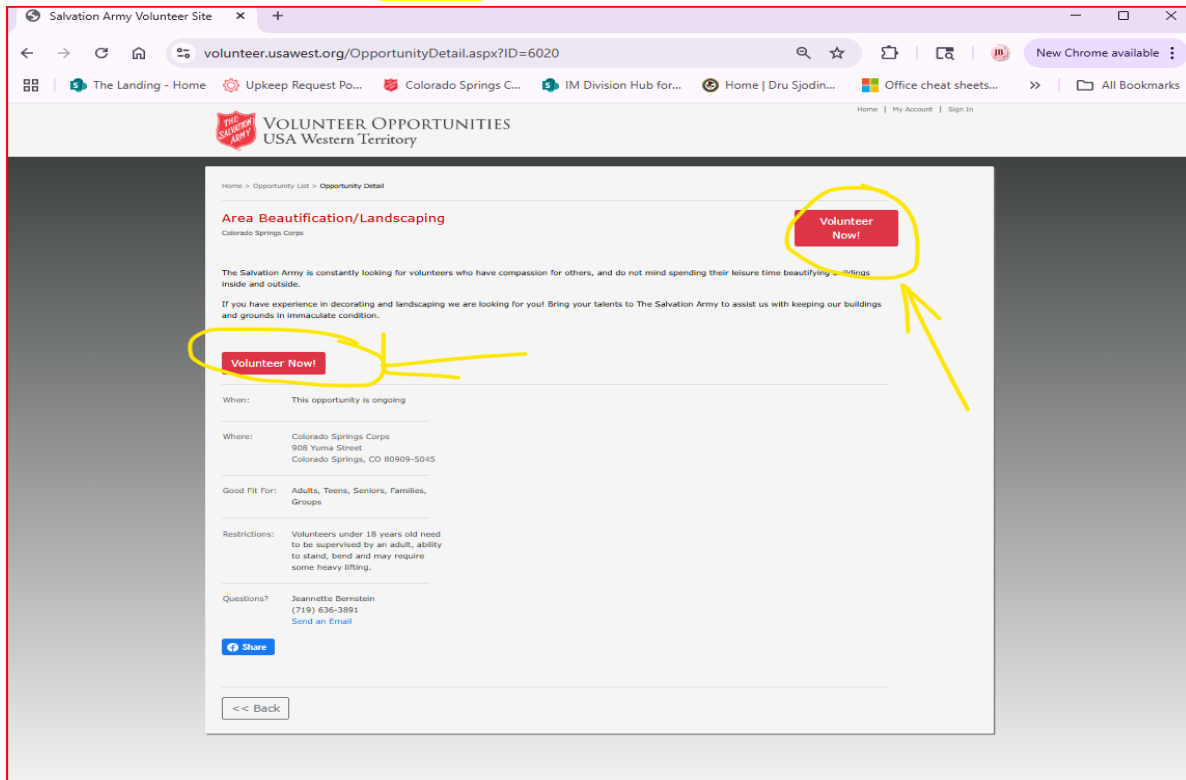 Salvation Army Volunteer Site
volunteer.usawest.org/OpportunityDetail.aspx?ID=6020
JB
New Chrome available
The Landing - Home
Upkeep Request Po...
Colorado Springs C...
IM Division Hub for...
Home | Dru Sjodin...
Office cheat sheets...
»
All Bookmarks
Home | My Account | Sign In
THE SALVATION ARMY
VOLUNTEER OPPORTUNITIES
USA Western Territory
Home > Opportunity List > Opportunity Detail
Area Beautification/Landscaping
Colorado Springs Corps
Volunteer
Now!
The Salvation Army is constantly looking for volunteers who have compassion for others, and do not mind spending their leisure time beautifying buildings
inside and outside.
If you have experience in decorating and landscaping we are looking for you! Bring your talents to The Salvation Army to assist us with keeping our buildings
and grounds in immaculate condition.
Volunteer Now!
When: This opportunity is ongoing
Where: Colorado Springs Corps
908 Yuma Street
Colorado Springs, CO 80909-5045
Good Fit For: Adults, Teens, Seniors, Families,
Groups
Restrictions: Volunteers under 18 years old need
to be supervised by an adult, ability
to stand, bend and may require
some heavy lifting.
Questions? Jeannette Bernstein
(719) 636-3891
Send an Email
Share
<< Back